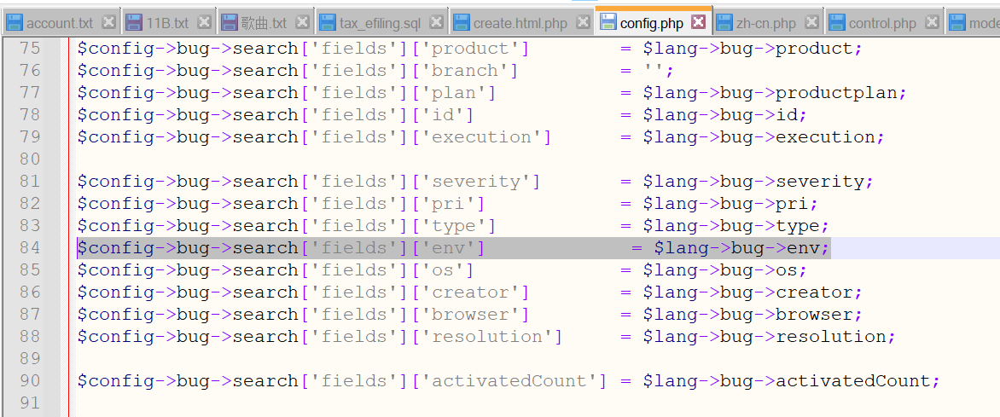 account.txt 11B.txt 歌曲.txt tax_efiling.sql create.html.php config.php zh-cn.php control.php mode
75 $config->bug->search['fields']['product'] = $lang->bug->product;
76 $config->bug->search['fields']['branch'] = '';
77 $config->bug->search['fields']['plan'] = $lang->bug->productplan;
78 $config->bug->search['fields']['id'] = $lang->bug->id;
79 $config->bug->search['fields']['execution'] = $lang->bug->execution;
80
81 $config->bug->search['fields']['severity'] = $lang->bug->severity;
82 $config->bug->search['fields']['pri'] = $lang->bug->pri;
83 $config->bug->search['fields']['type'] = $lang->bug->type;
84 $config->bug->search['fields']['env'] = $lang->bug->env;
85 $config->bug->search['fields']['os'] = $lang->bug->os;
86 $config->bug->search['fields']['creator'] = $lang->bug->creator;
87 $config->bug->search['fields']['browser'] = $lang->bug->browser;
88 $config->bug->search['fields']['resolution'] = $lang->bug->resolution;
89
90 $config->bug->search['fields']['activatedCount'] = $lang->bug->activatedCount;
91